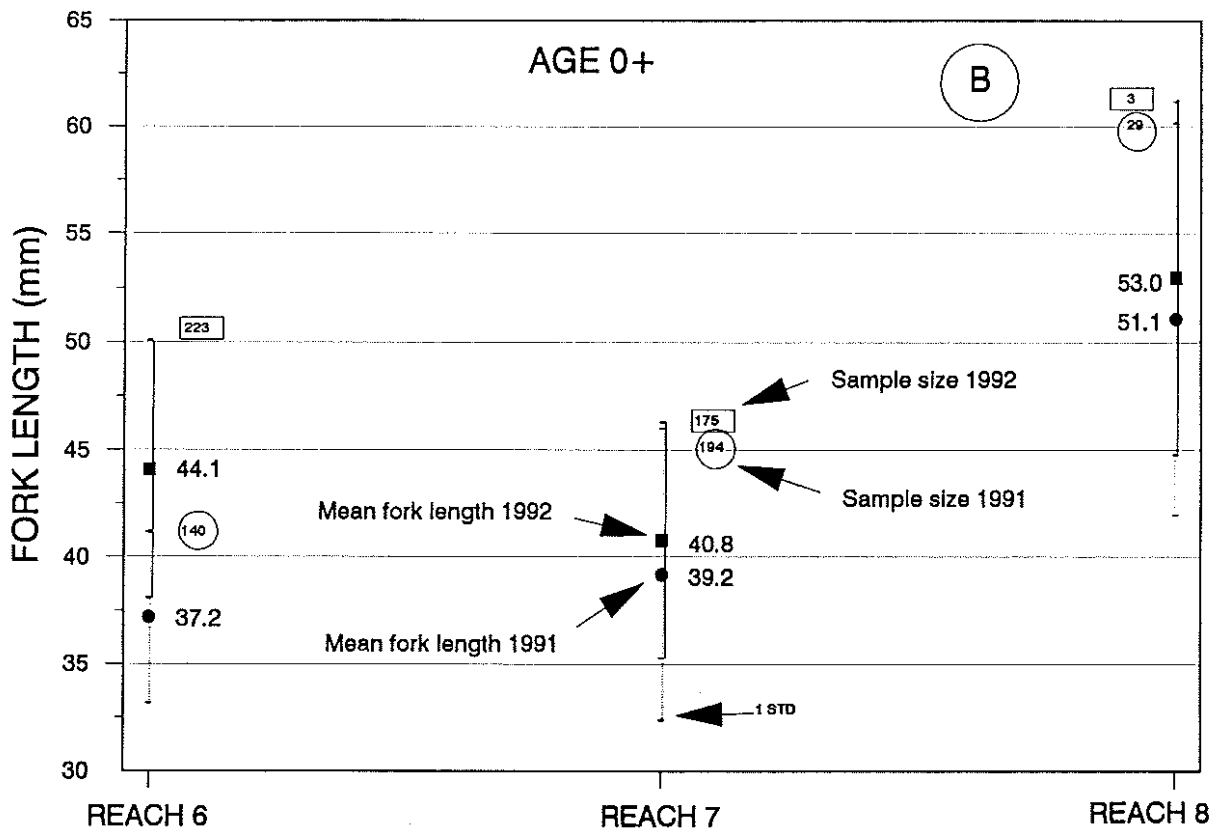 AGE 0+
B
FORK LENGTH (mm)
65
60
55
50
45
40
35
30
223
44.1
140
37.2
Sample size 1992
175
194
Sample size 1991
Mean fork length 1992
40.8
39.2
Mean fork length 1991
1 STD
3
29
53.0
51.1
REACH 6
REACH 7
REACH 8